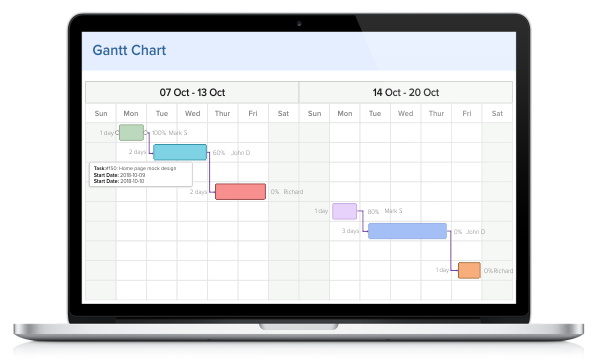 Gantt Chart
07 Oct - 13 Oct 14 Oct - 20 Oct
Sun Mon Tue Wed Thur Fri Sat Sun Mon Tue Wed Thur Fri Sat
1 day 100% Mark S
2 days 60% John D
Task:#150: Home page mock design
Start Date: 2018-10-09
Start Date: 2018-10-10
2 days 0% Richard
1 day 80% Mark S
3 days 0% John D
1 day 0% Richard